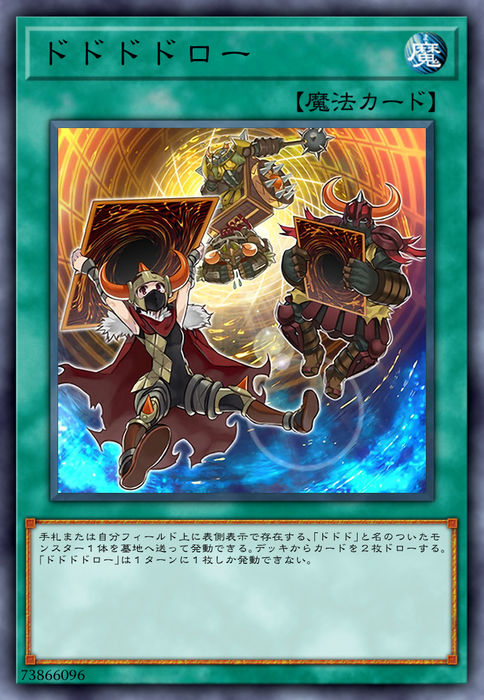 ドドドドロー
魔
【魔法カード】
手札または自分フィールド上に表側表示で存在する、「ドドド」と名のついたモ
ンスター１体を墓地へ送って発動できる。デッキからカードを２枚ドローする。
「ドドドドロー」は１ターンに１枚しか発動できない。
73866096